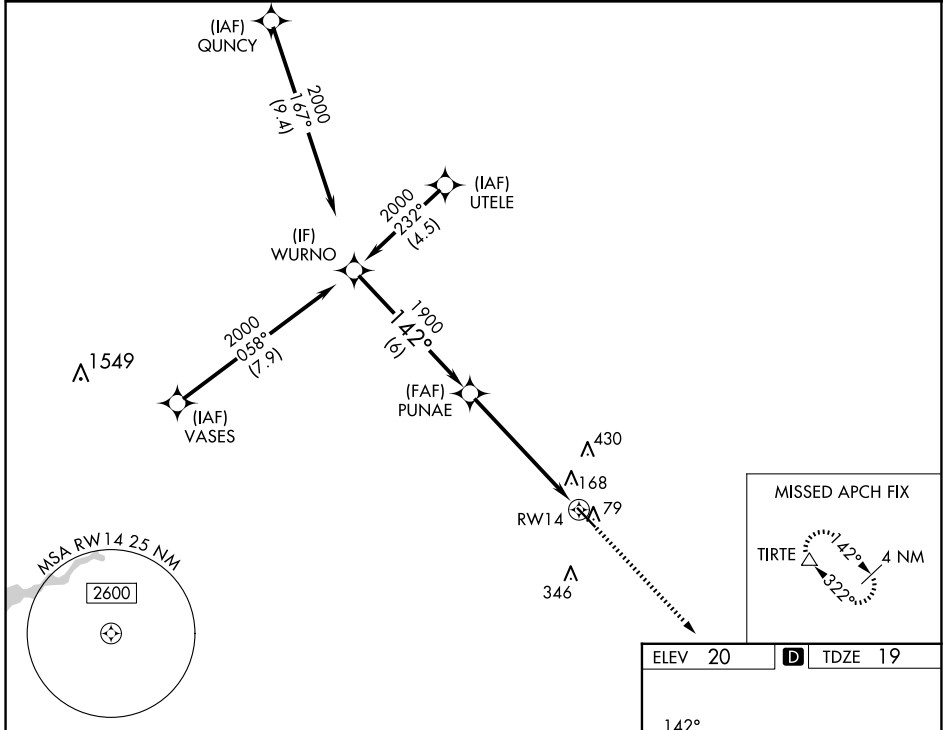 (IAF)
QUNCY
2000
167°
(9.4)
(IAF)
UTELE
2000
232°
(4.5)
(IF)
WURNO
1900
142°
(6)
2000
058°
(7.9)
1549
(IAF)
VASES
(FAF)
PUNAE
430
168
RW14
79
346
MISSED APCH FIX
TIRTE
142°
4 NM
322°
MSA RW14 25 NM
2600
ELEV 20
D
TDZE 19
142°